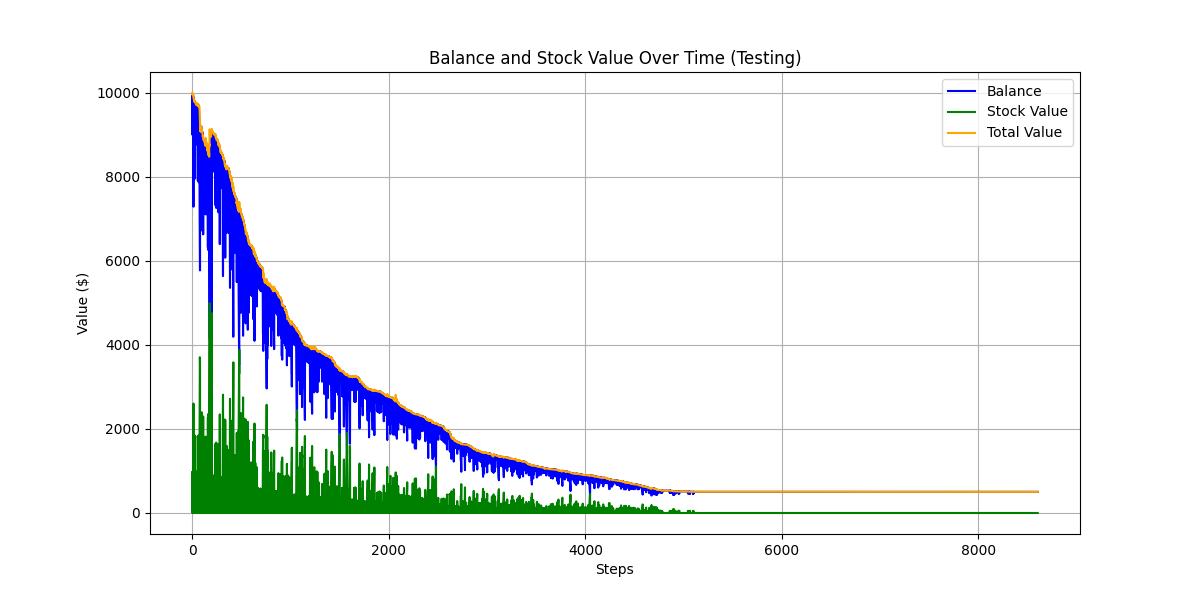 Balance and Stock Value Over Time (Testing)
Balance
Stock Value
Total Value
Value ($)
10000
8000
6000
4000
2000
0
0 2000 4000 6000 8000
Steps